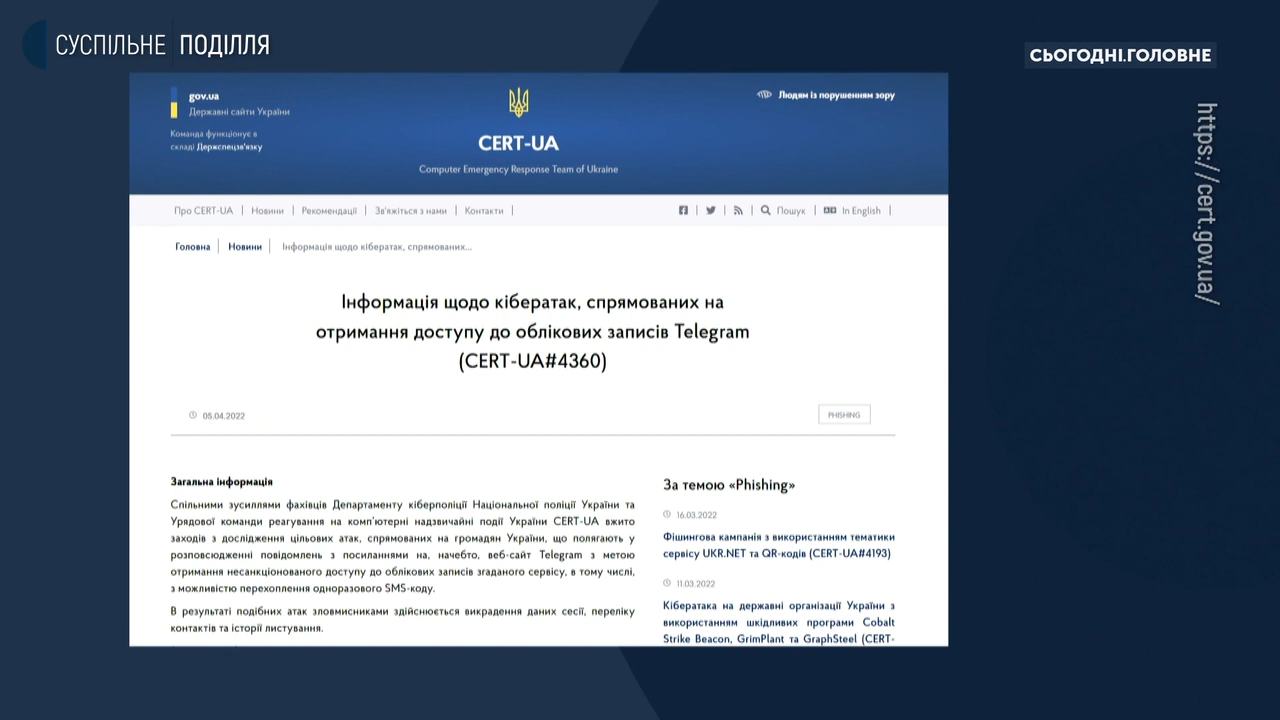 СУСПІЛЬНЕ ПОДІЛЛЯ
СЬОГОДНІ.ГОЛОВНЕ
https://cert.gov.ua/
gov.ua
Державні сайти України
Команда функціонує в
складі Держспецзв'язку
CERT-UA
Computer Emergency Response Team of Ukraine
Людям із порушенням зору
Про CERT-UA | Новини | Рекомендації | Зв'яжіться з нами | Контакти |
Пошук | In English |
Головна | Новини | Інформація щодо кібератак, спрямованих...
Інформація щодо кібератак, спрямованих на
отримання доступу до облікових записів Telegram
(CERT-UA#4360)
05.04.2022
PHISHING
Загальна інформація
Спільними зусиллями фахівців Департаменту кіберполіції Національної поліції України та
Урядової команди реагування на комп'ютерні надзвичайні події України CERT-UA вжито
заходів з дослідження цільових атак, спрямованих на громадян України, що полягають у
розповсюдженні повідомлень з посиланнями на, начебто, веб-сайт Telegram з метою
отримання несанкціонованого доступу до облікових записів згаданого сервісу, в тому числі,
з можливістю перехоплення одноразового SMS-коду.
В результаті подібних атак зловмисниками здійснюється викрадення даних сесії, переліку
контактів та історії листування.
За темою «Phishing»
16.03.2022
Фішингова кампанія з використанням тематики
сервісу UKR.NET та QR-кодів (CERT-UA#4193)
11.03.2022
Кібератака на державні організації України з
використанням шкідливих програми Cobalt
Strike Beacon, GrimPlant та GraphSteel (CERT-